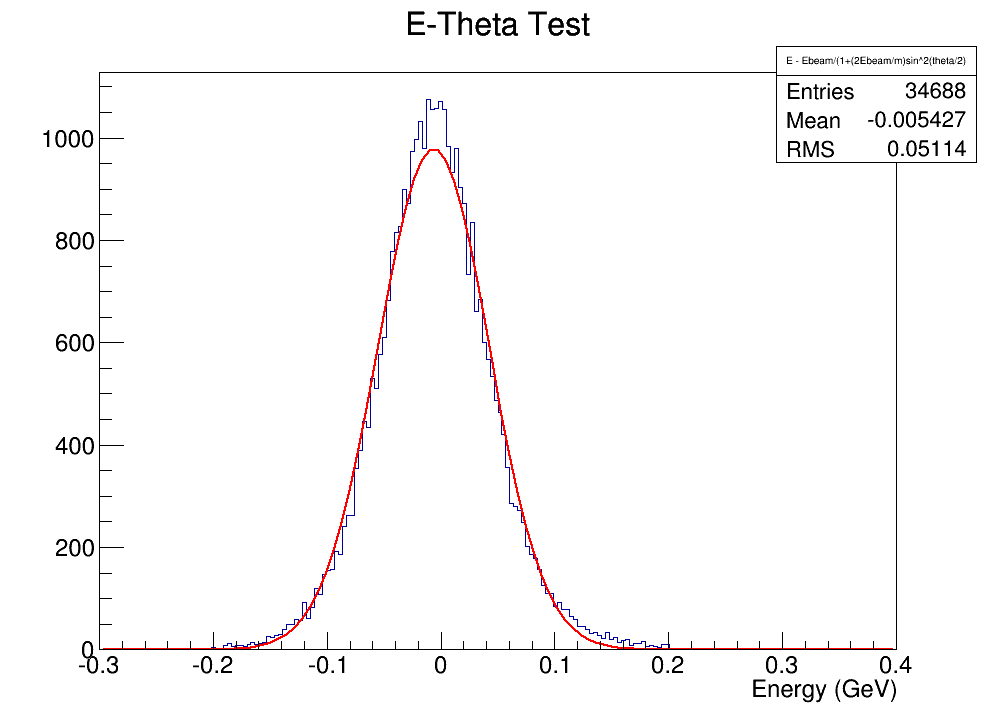 E-Theta Test
E - Ebeam/(1+(2Ebeam/m)sin^2(theta/2)
Entries 34688
Mean -0.005427
RMS 0.05114
1000
800
600
400
200
0
-0.3 -0.2 -0.1 0 0.1 0.2 0.3 0.4
Energy (GeV)